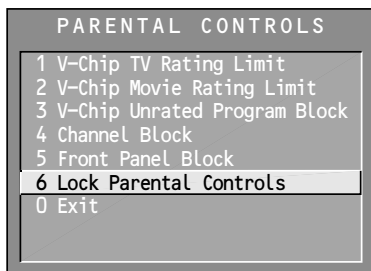 PARENTAL CONTROLS
1 V-Chip TV Rating Limit
2 V-Chip Movie Rating Limit
3 V-Chip Unrated Program Block
4 Channel Block
5 Front Panel Block
6 Lock Parental Controls
0 Exit